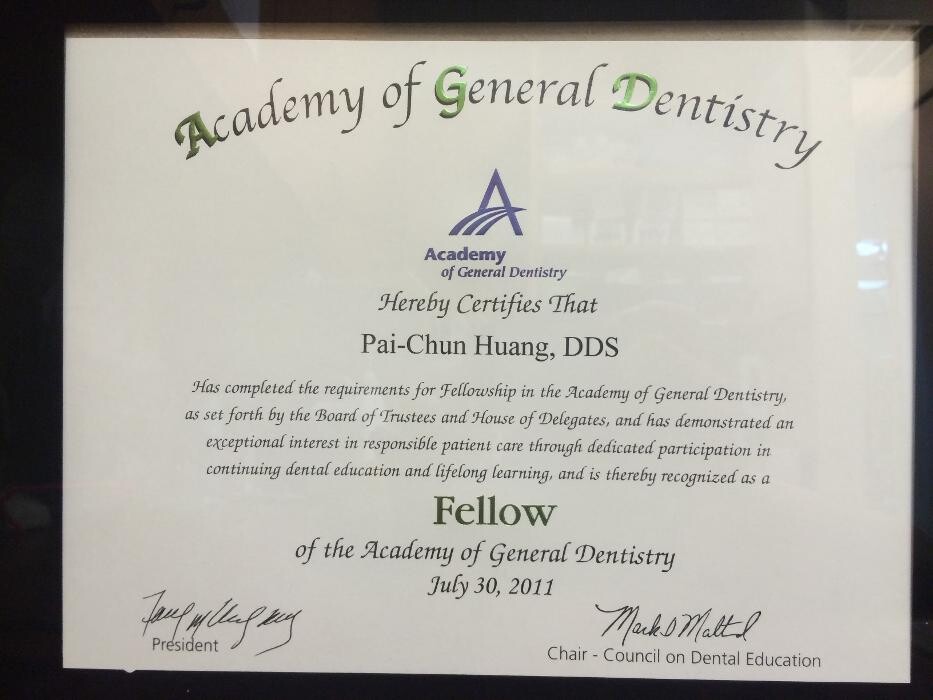 Academy of General Dentistry
Academy
of General Dentistry
Hereby Certifies That
Pai-Chun Huang, DDS
Has completed the requirements for Fellowship in the Academy of General Dentistry,
as set forth by the Board of Trustees and House of Delegates, and has demonstrated an
exceptional interest in responsible patient care through dedicated participation in
continuing dental education and lifelong learning, and is thereby recognized as a
Fellow
of the Academy of General Dentistry
July 30, 2011
President
Chair - Council on Dental Education